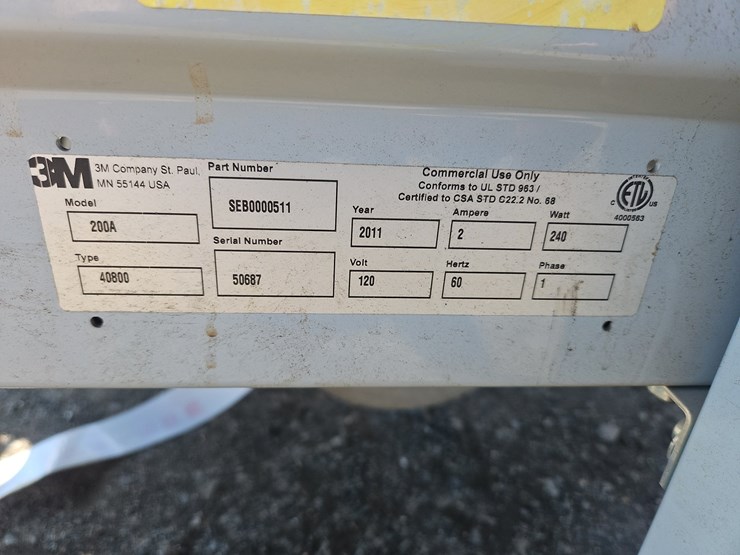 3M
3M Company St. Paul,
MN 55144 USA
Model
200A
Type
40800
Part Number
SEB0000511
Serial Number
50687
Commercial Use Only
Conforms to UL STD 963 /
Certified to CSA STD C22.2 No. 68
Year
2011
Ampere
2
Watt
240
Volt
120
Hertz
60
Phase
1
C ETL US
4000563